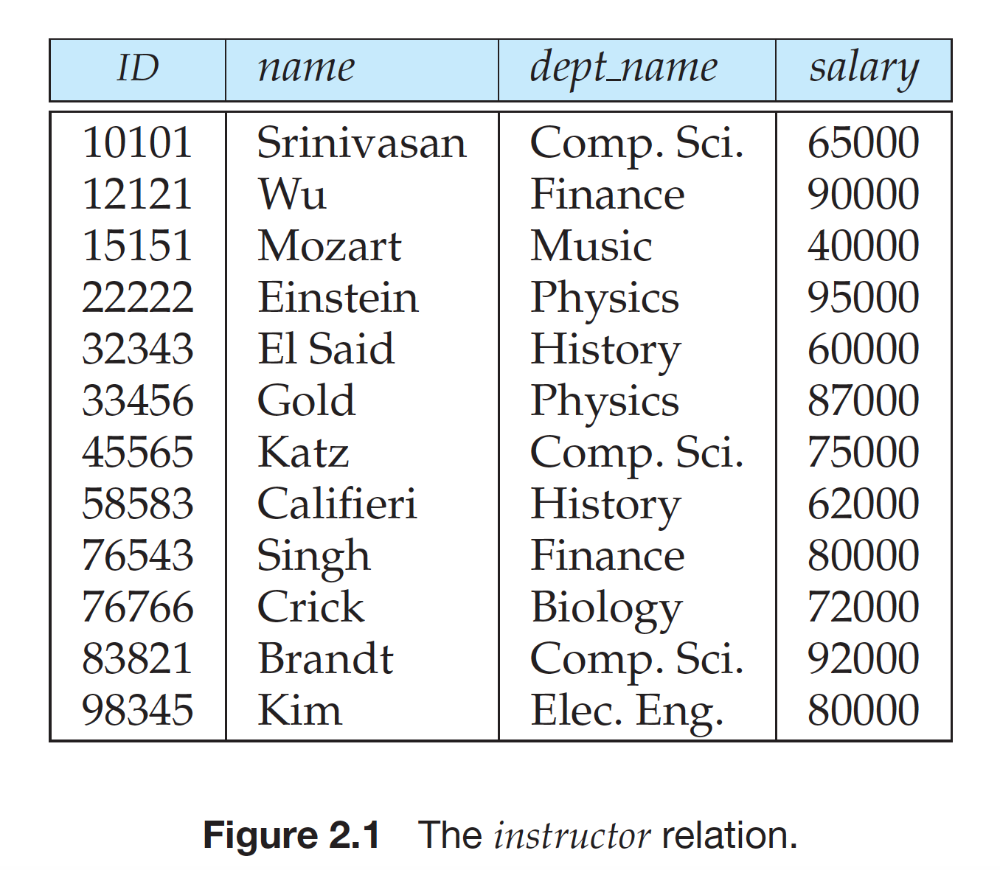 ID name dept_name salary
10101 Srinivasan Comp. Sci. 65000
12121 Wu Finance 90000
15151 Mozart Music 40000
22222 Einstein Physics 95000
32343 El Said History 60000
33456 Gold Physics 87000
45565 Katz Comp. Sci. 75000
58583 Califieri History 62000
76543 Singh Finance 80000
76766 Crick Biology 72000
83821 Brandt Comp. Sci. 92000
98345 Kim Elec. Eng. 80000
Figure 2.1 The instructor relation.